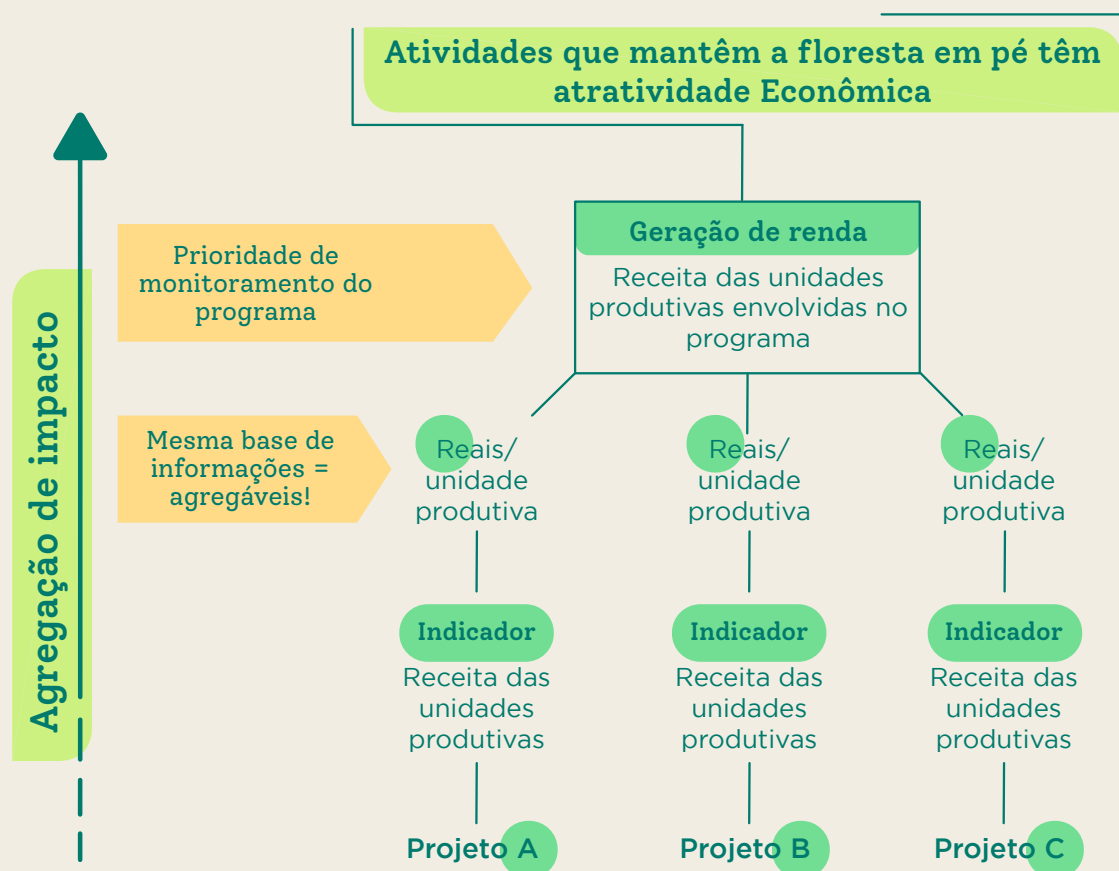 Atividades que mantêm a floresta em pé têm
atratividade Econômica
Agregação de impacto
Prioridade de
monitoramento do
programa
Geração de renda
Receita das unidades
produtivas envolvidas no
programa
Mesma base de
informações =
agregáveis!
Reais/
unidade
produtiva
Reais/
unidade
produtiva
Reais/
unidade
produtiva
Indicador
Receita das
unidades
produtivas
Indicador
Receita das
unidades
produtivas
Indicador
Receita das
unidades
produtivas
Projeto A
Projeto B
Projeto C